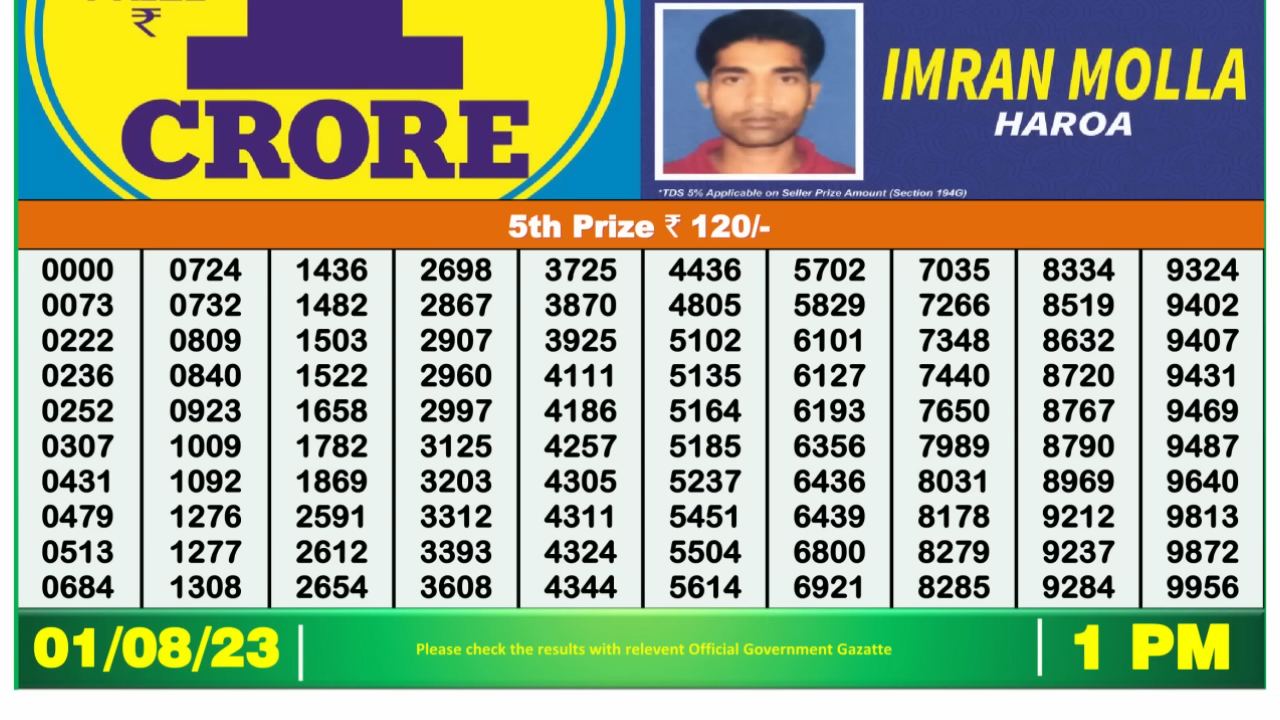 ₹
1
CRORE
IMRAN MOLLA
HAROA
*TDS 5% Applicable on Seller Prize Amount (Section 194G)
5th Prize ₹ 120/-
0000 0724 1436 2698 3725 4436 5702 7035 8334 9324
0073 0732 1482 2867 3870 4805 5829 7266 8519 9402
0222 0809 1503 2907 3925 5102 6101 7348 8632 9407
0236 0840 1522 2960 4111 5135 6127 7440 8720 9431
0252 0923 1658 2997 4186 5164 6193 7650 8767 9469
0307 1009 1782 3125 4257 5185 6356 7989 8790 9487
0431 1092 1869 3203 4305 5237 6436 8031 8969 9640
0479 1276 2591 3312 4311 5451 6439 8178 9212 9813
0513 1277 2612 3393 4324 5504 6800 8279 9237 9872
0684 1308 2654 3608 4344 5614 6921 8285 9284 9956
01/08/23
Please check the results with relevent Official Government Gazatte
1 PM